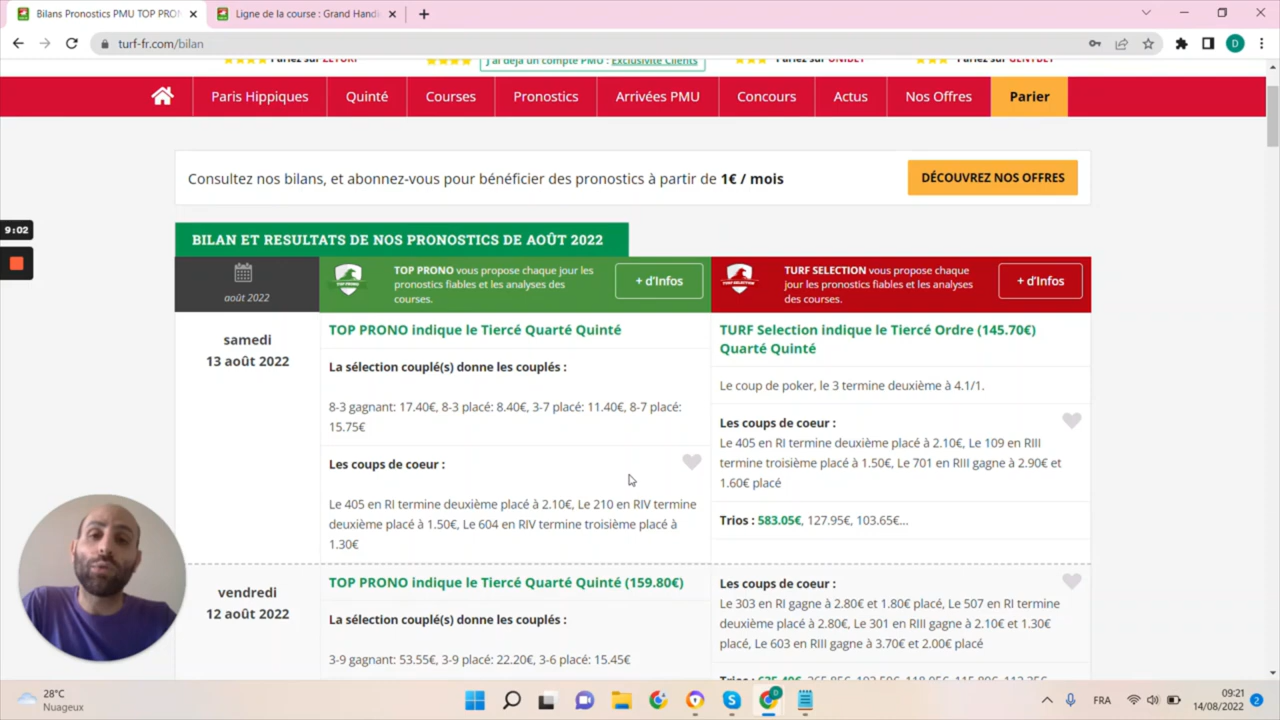 Bilans Pronostics PMU TOP PRON
Ligne de la course : Grand Handi
turf-fr.com/bilan
D
Pariez sur ZETURF
J'ai déjà un compte PMU : Exclusivité Clients
Pariez sur UNIBET
Pariez sur GENYBET
Paris Hippiques
Quinté
Courses
Pronostics
Arrivées PMU
Concours
Actus
Nos Offres
Parier
Consultez nos bilans, et abonnez-vous pour bénéficier des pronostics à partir de 1€ / mois
DÉCOUVREZ NOS OFFRES
9:02
BILAN ET RESULTATS DE NOS PRONOSTICS DE AOÛT 2022
août 2022
TOP PRONO
TOP PRONO vous propose chaque jour les
pronostics fiables et les analyses des
courses.
+ d'Infos
TURF SELECTION
TURF SELECTION vous propose chaque
jour les pronostics fiables et les analyses
des courses.
+ d'Infos
samedi
13 août 2022
TOP PRONO indique le Tiercé Quarté Quinté
La sélection couplé(s) donne les couplés :
8-3 gagnant: 17.40€, 8-3 placé: 8.40€, 3-7 placé: 11.40€, 8-7 placé:
15.75€
Les coups de coeur :
Le 405 en RI termine deuxième placé à 2.10€, Le 210 en RIV termine
deuxième placé à 1.50€, Le 604 en RIV termine troisième placé à
1.30€
TURF Selection indique le Tiercé Ordre (145.70€)
Quarté Quinté
Le coup de poker, le 3 termine deuxième à 4.1/1.
Les coups de coeur :
Le 405 en RI termine deuxième placé à 2.10€, Le 109 en RIII
termine troisième placé à 1.50€, Le 701 en RIII gagne à 2.90€ et
1.60€ placé
Trios : 583.05€, 127.95€, 103.65€...
vendredi
12 août 2022
TOP PRONO indique le Tiercé Quarté Quinté (159.80€)
La sélection couplé(s) donne les couplés :
3-9 gagnant: 53.55€, 3-9 placé: 22.20€, 3-6 placé: 15.45€
Les coups de coeur :
Le 303 en RI gagne à 2.80€ et 1.80€ placé, Le 507 en RI termine
deuxième placé à 2.80€, Le 301 en RIII gagne à 2.10€ et 1.30€
placé, Le 603 en RIII gagne à 3.70€ et 2.00€ placé
28°C
Nuageux
FRA
09:21
14/08/2022
2